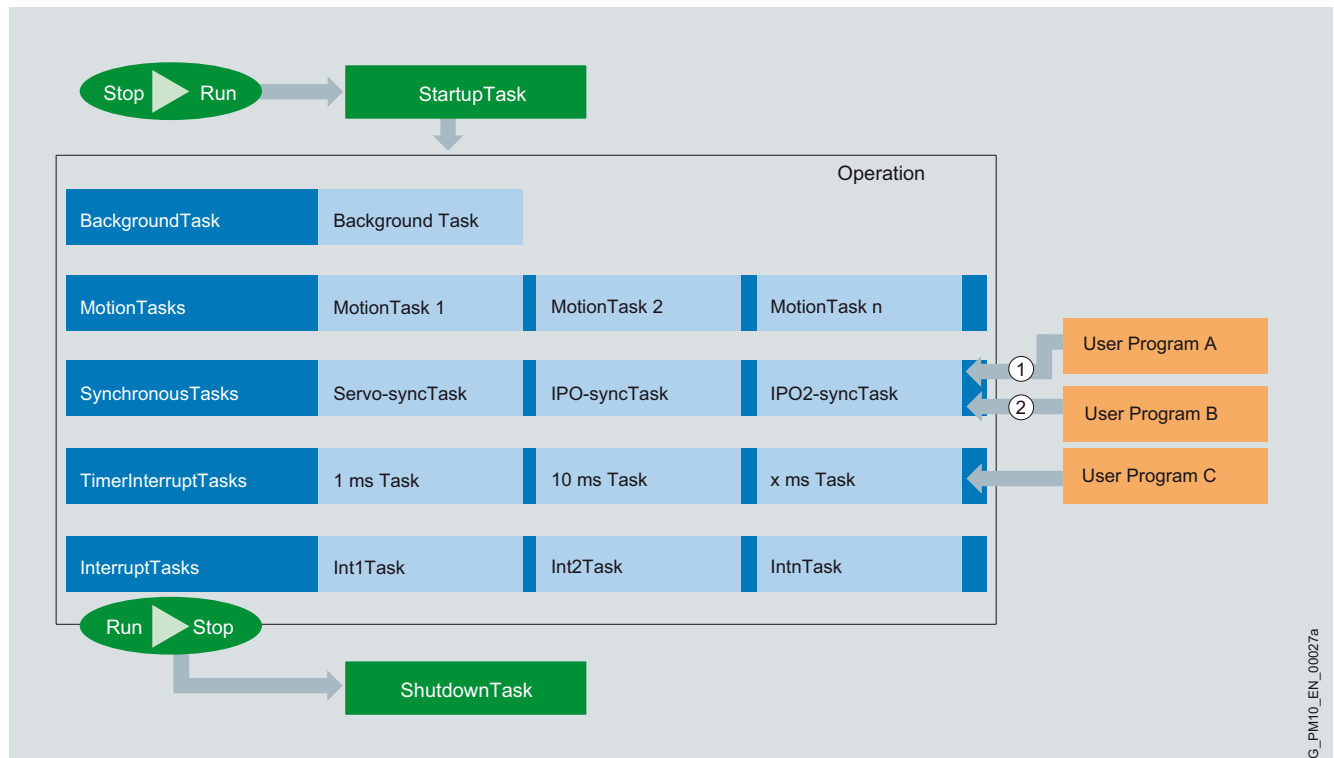 Stop Run
StartupTask
Operation
BackgroundTask
Background Task
MotionTasks
MotionTask 1
MotionTask 2
MotionTask n
User Program A
1
SynchronousTasks
Servo-syncTask
IPO-syncTask
IPO2-syncTask
2
User Program B
TimerInterruptTasks
1 ms Task
10 ms Task
x ms Task
User Program C
InterruptTasks
Int1Task
Int2Task
IntnTask
Run Stop
ShutdownTask
G_PM10_EN_00027a